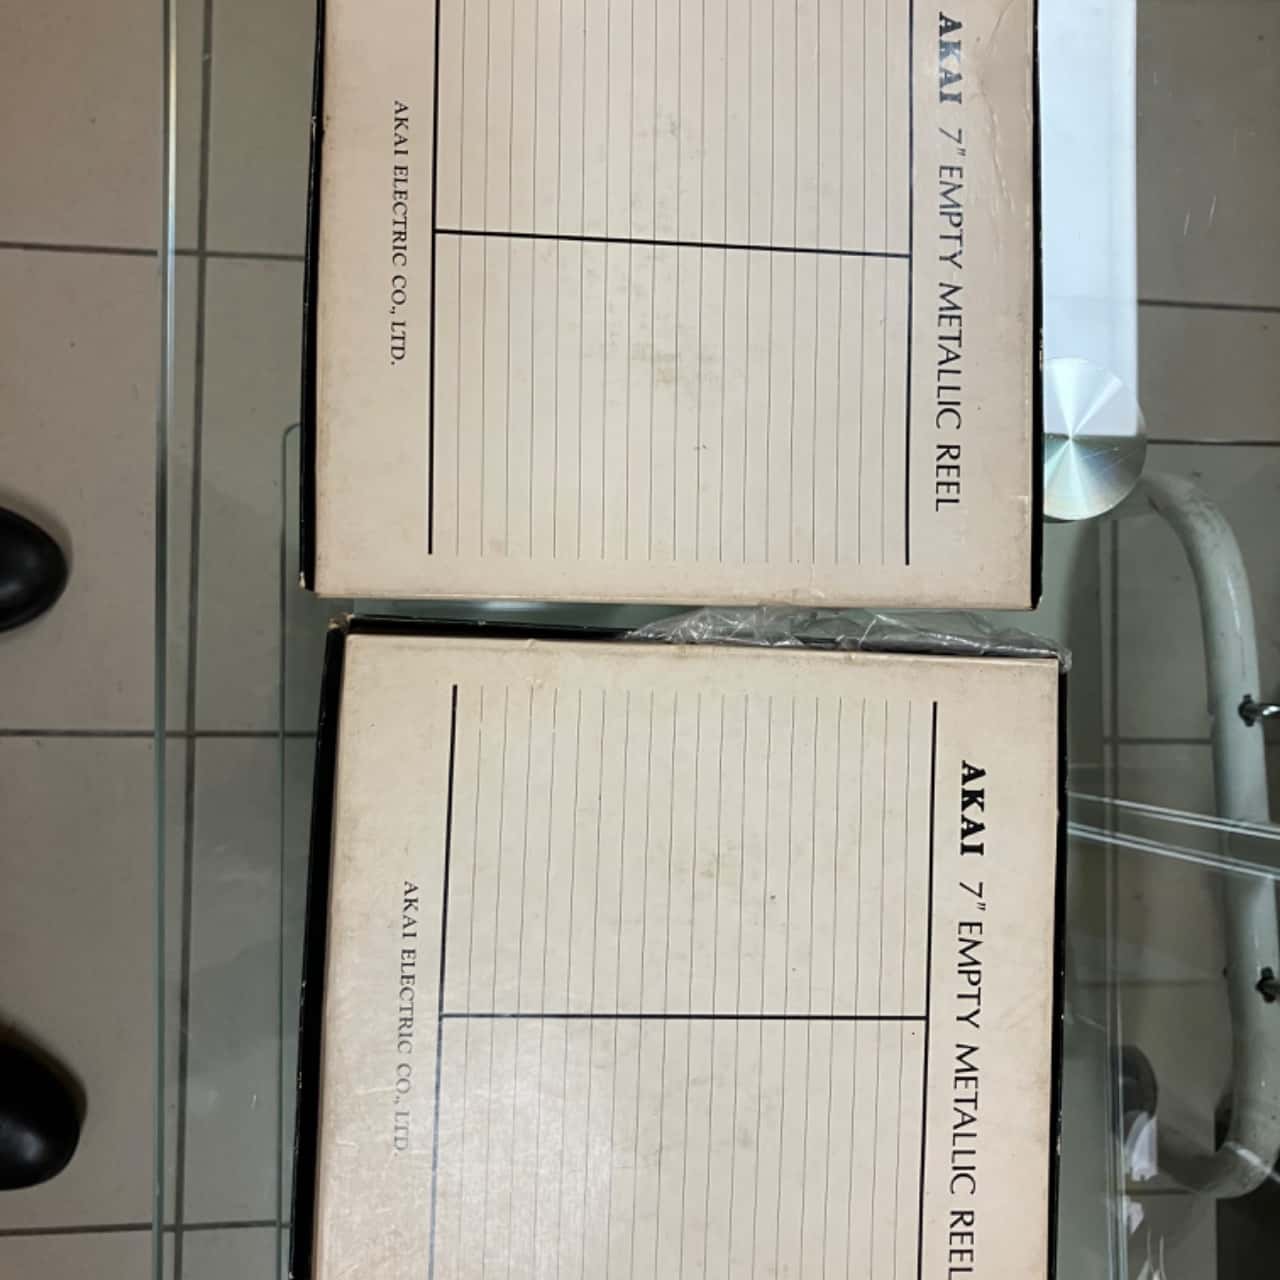 AKAI 7" EMPTY METALLIC REEL
AKAI ELECTRIC CO., LTD.
AKAI 7" EMPTY METALLIC REEL
AKAI ELECTRIC CO., LTD.